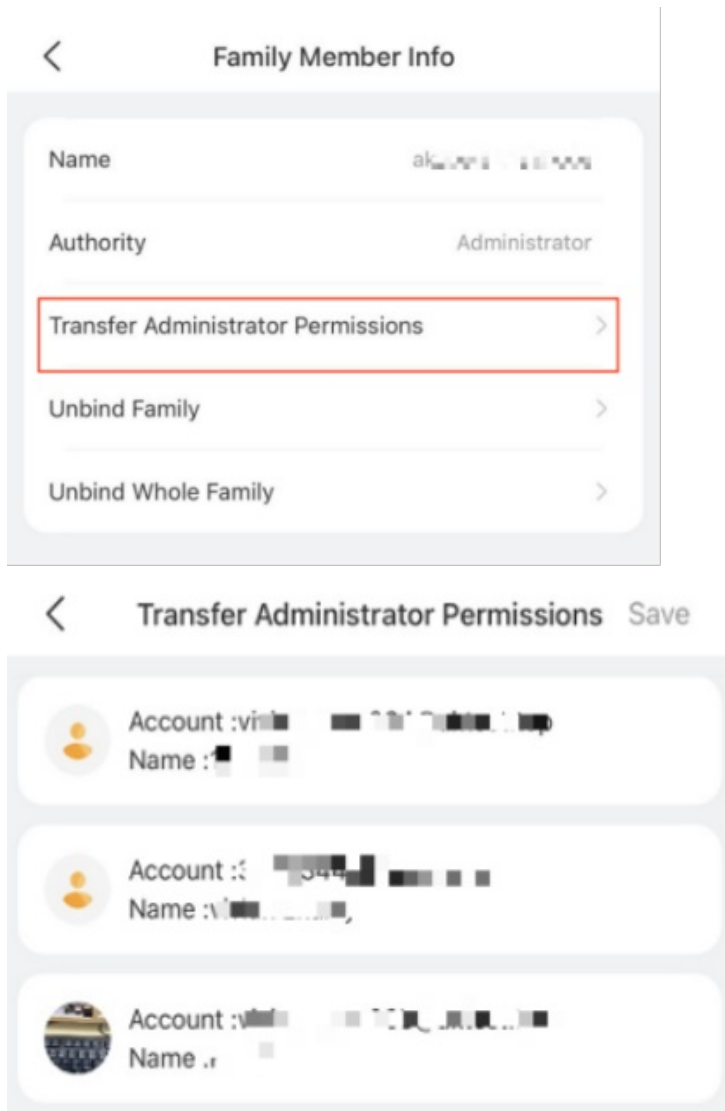 Family Member Info
Name
Authority Administrator
Transfer Administrator Permissions
Unbind Family
Unbind Whole Family
Transfer Administrator Permissions Save
Account :
Name :
Account :
Name :
Account :
Name